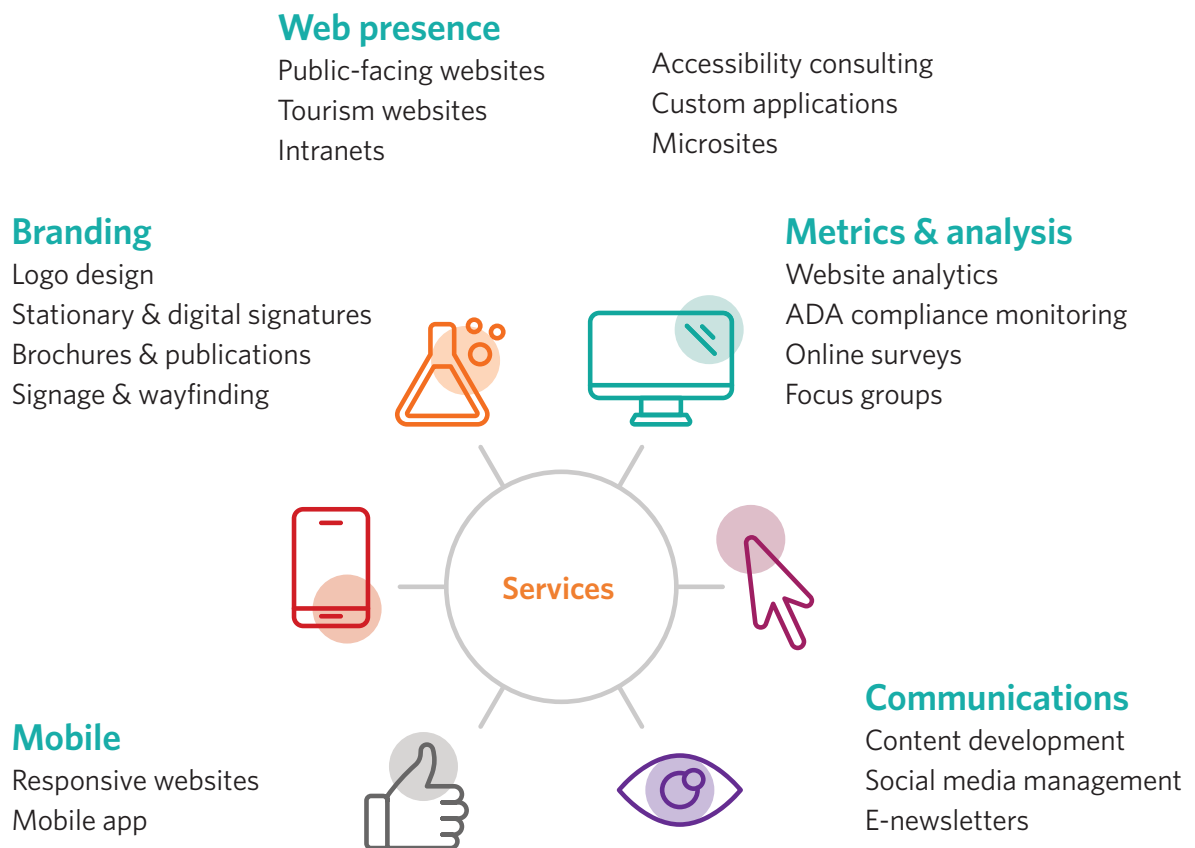 Web presence
Public-facing websites
Tourism websites
Intranets
Accessibility consulting
Custom applications
Microsites
Branding
Logo design
Stationary & digital signatures
Brochures & publications
Signage & wayfinding
Metrics & analysis
Website analytics
ADA compliance monitoring
Online surveys
Focus groups
Services
Mobile
Responsive websites
Mobile app
Communications
Content development
Social media management
E-newsletters